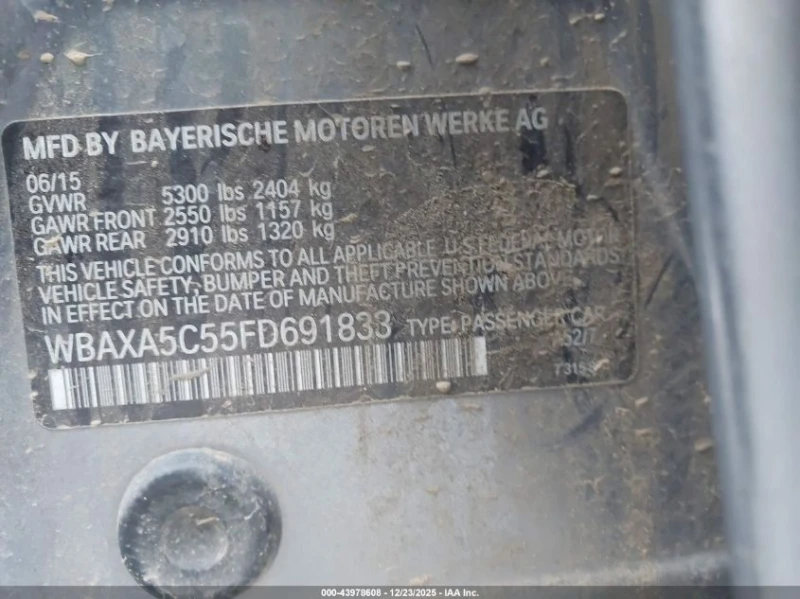 MFD BY BAYERISCHE MOTOREN WERKE AG
06/15
GVWR 5300 lbs 2404 kg
GAWR FRONT 2550 lbs 1157 kg
GAWR REAR 2910 lbs 1320 kg
THIS VEHICLE CONFORMS TO ALL APPLICABLE U.S FEDERAL MOTOR
VEHICLE SAFETY, BUMPER AND THEFT PREVENTION STANDARDS
IN EFFECT ON THE DATE OF MANUFACTURE SHOWN ABOVE.
WBAXA5C55FD691833 TYPE: PASSENGER CAR
52/7
000-43978608 - 12/23/2025 - IAA Inc.